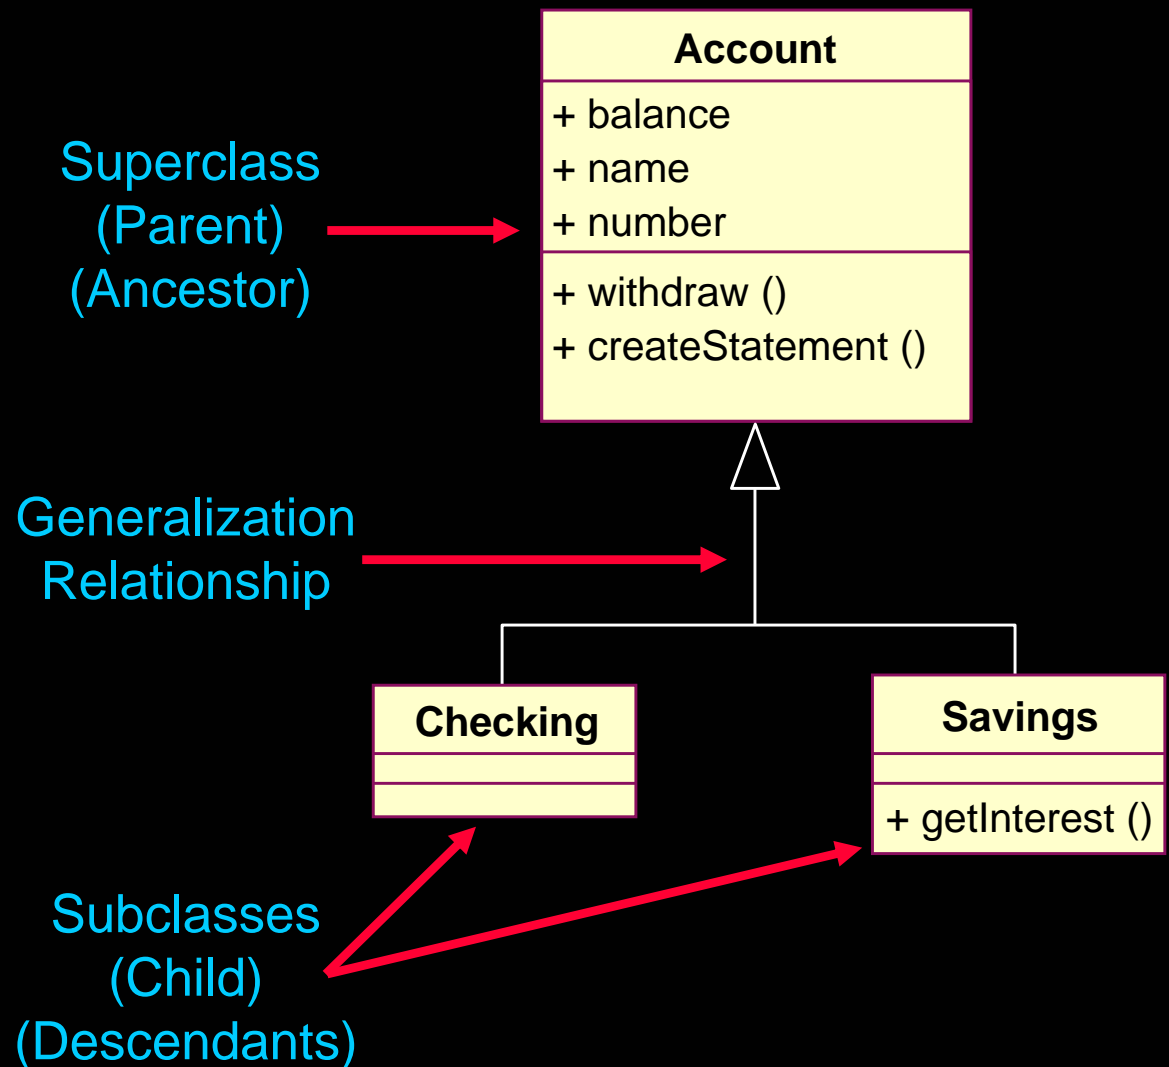 Account
+ balance
+ name
+ number
+ withdraw ()
+ createStatement ()
Superclass
(Parent)
(Ancestor)
Generalization
Relationship
Checking
Savings
+ getInterest ()
Subclasses
(Child)
(Descendants)